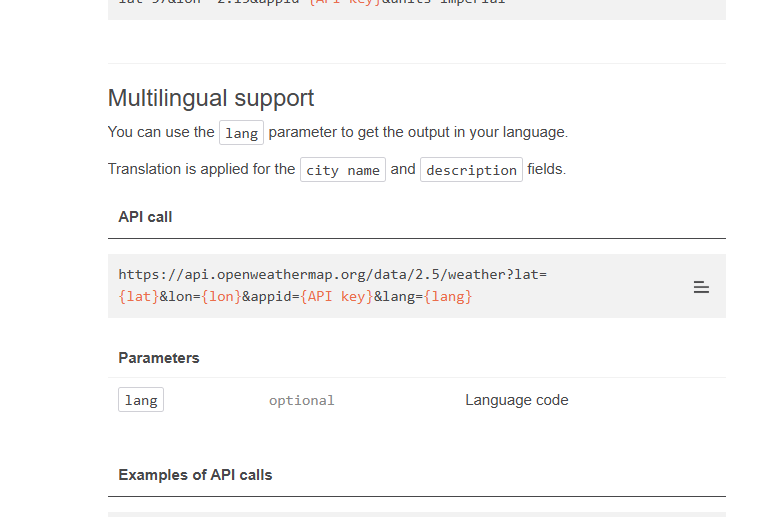 Multilingual support
You can use the lang parameter to get the output in your language.
Translation is applied for the city name and description fields.
API call
https://api.openweathermap.org/data/2.5/weather?lat=
{lat}&lon={lon}&appid={API key}&lang={lang}
Parameters
lang optional Language code
Examples of API calls